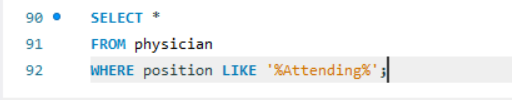 90 SELECT *
91 FROM physician
92 WHERE position LIKE '%Attending%';